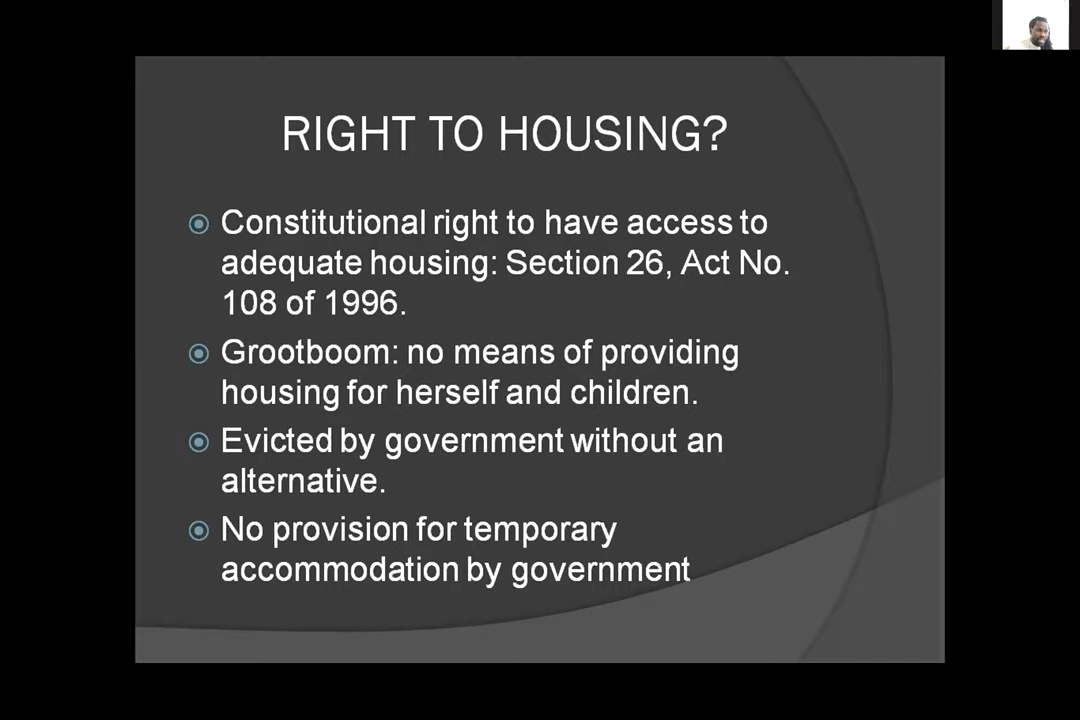 RIGHT TO HOUSING?
Constitutional right to have access to
adequate housing: Section 26, Act No.
108 of 1996.
Grootboom: no means of providing
housing for herself and children.
Evicted by government without an
alternative.
No provision for temporary
accommodation by government